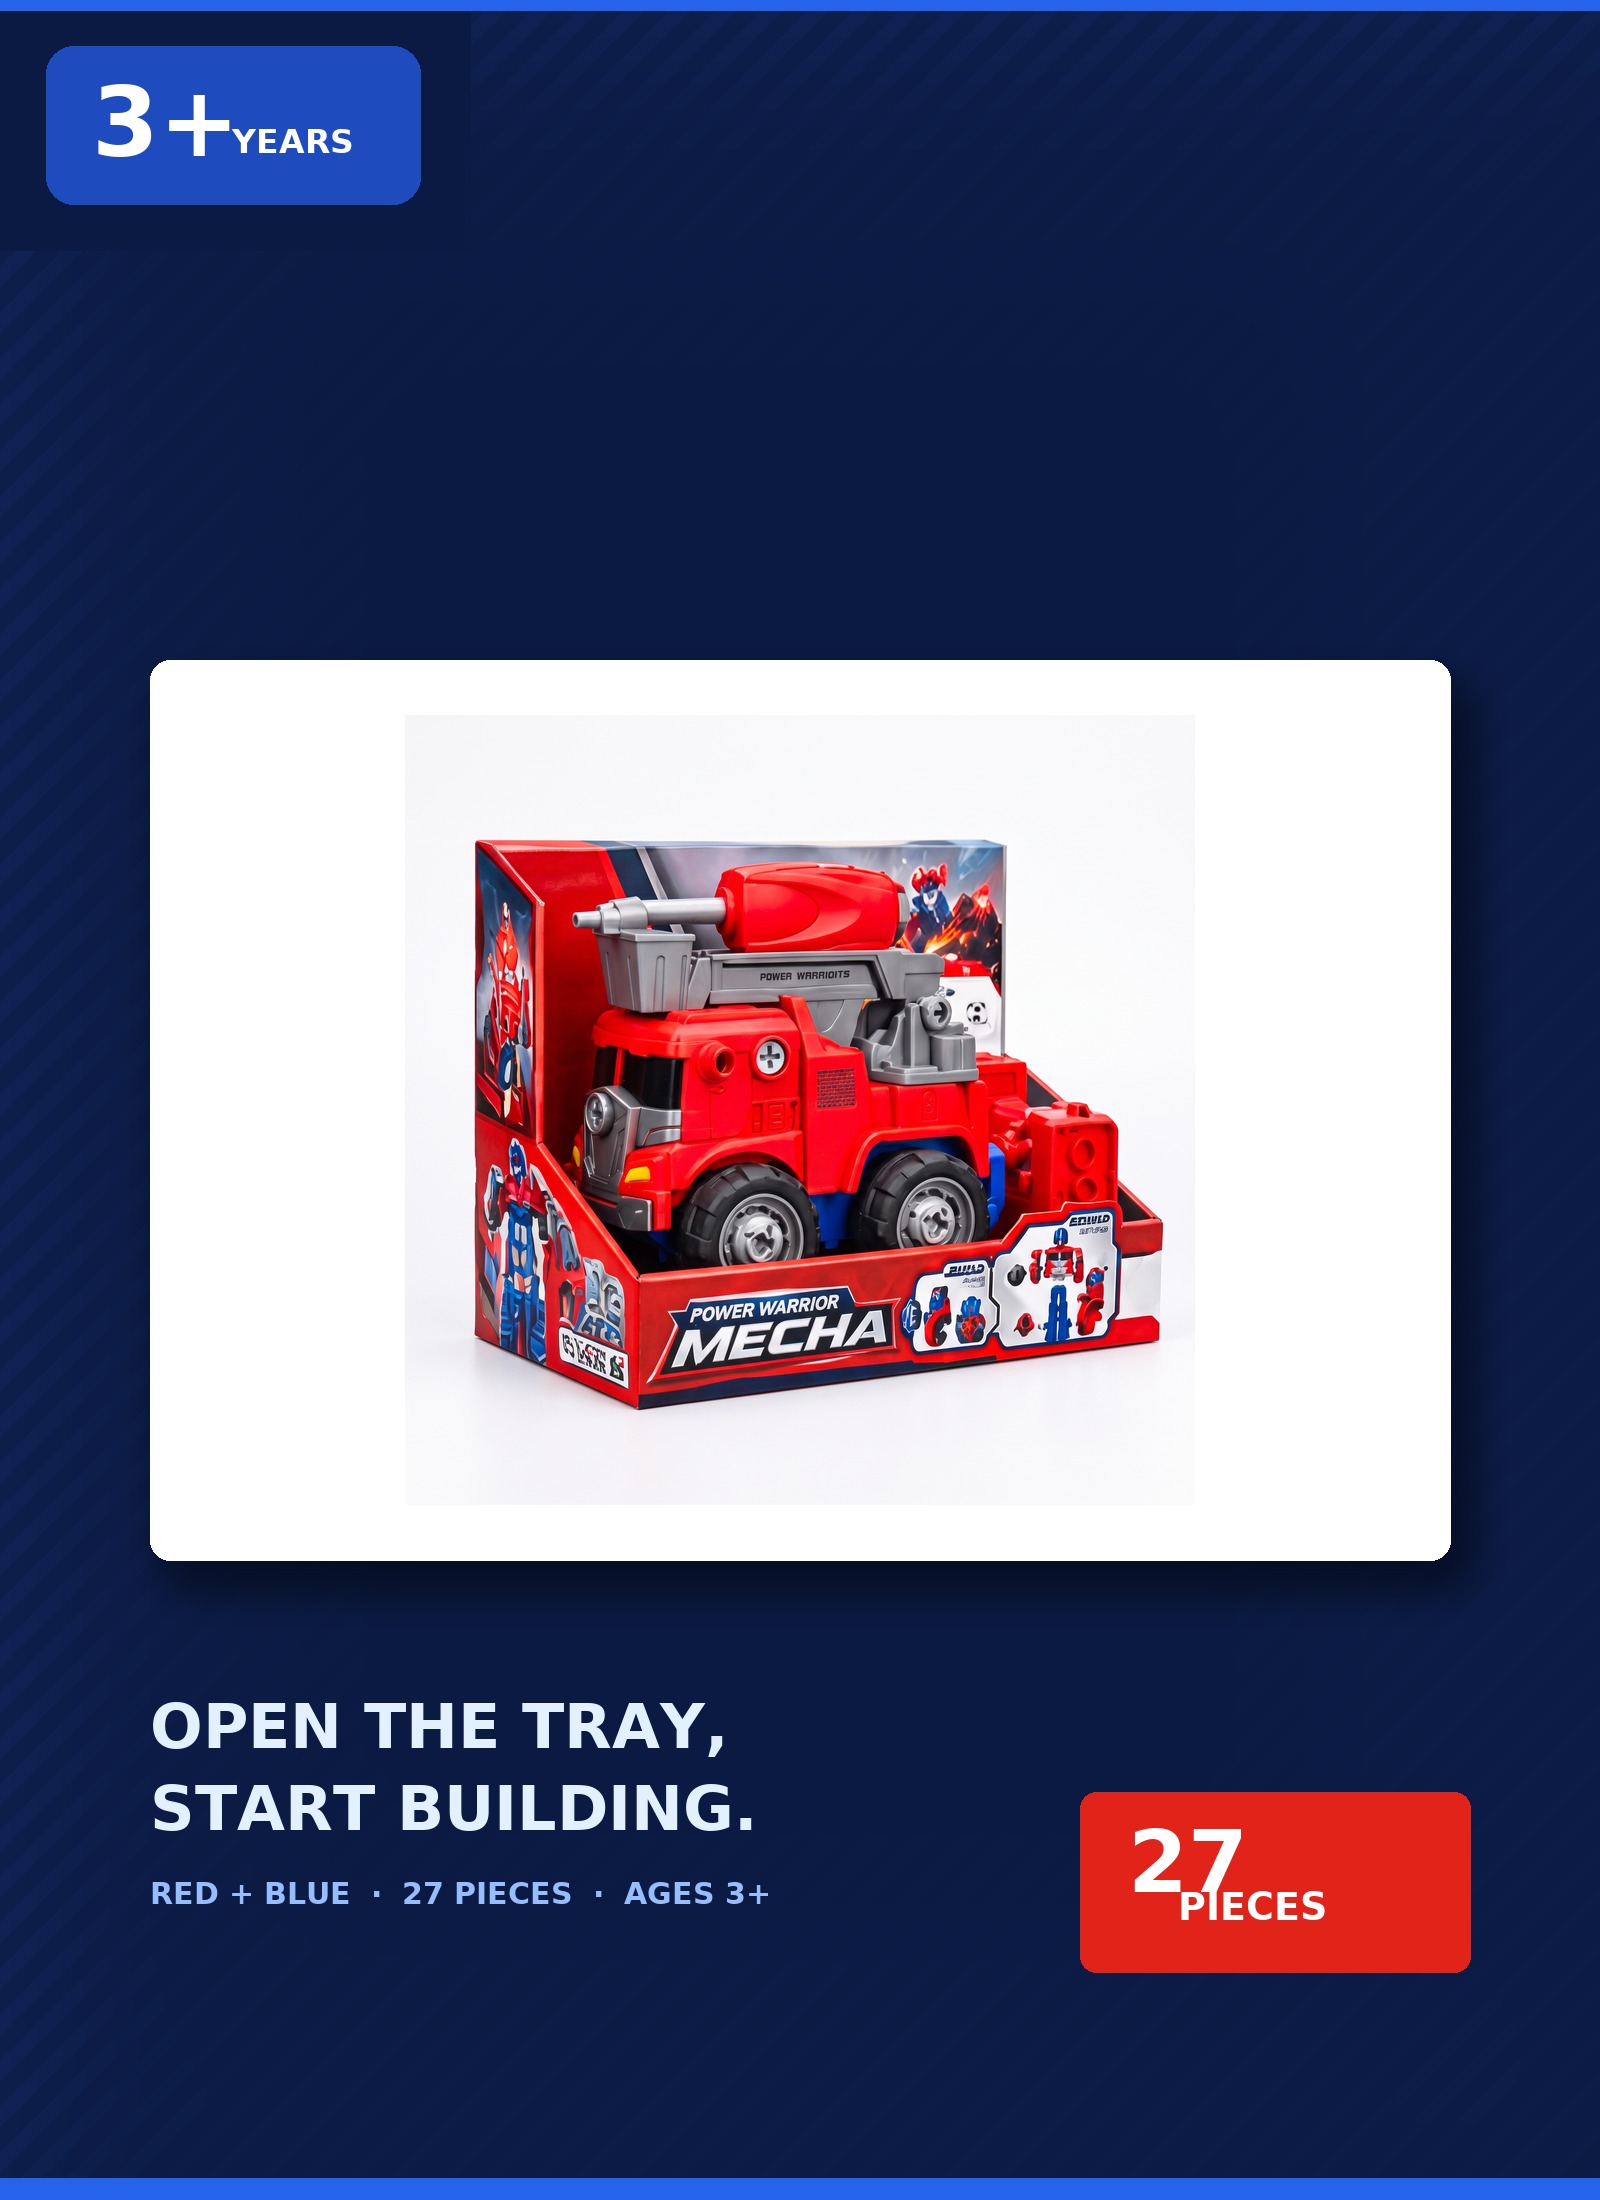 3+ YEARS
POWER WARRIOITS
POWER WARRIOR
MECHA
OPEN THE TRAY,
START BUILDING.
RED + BLUE · 27 PIECES · AGES 3+
27
PIECES